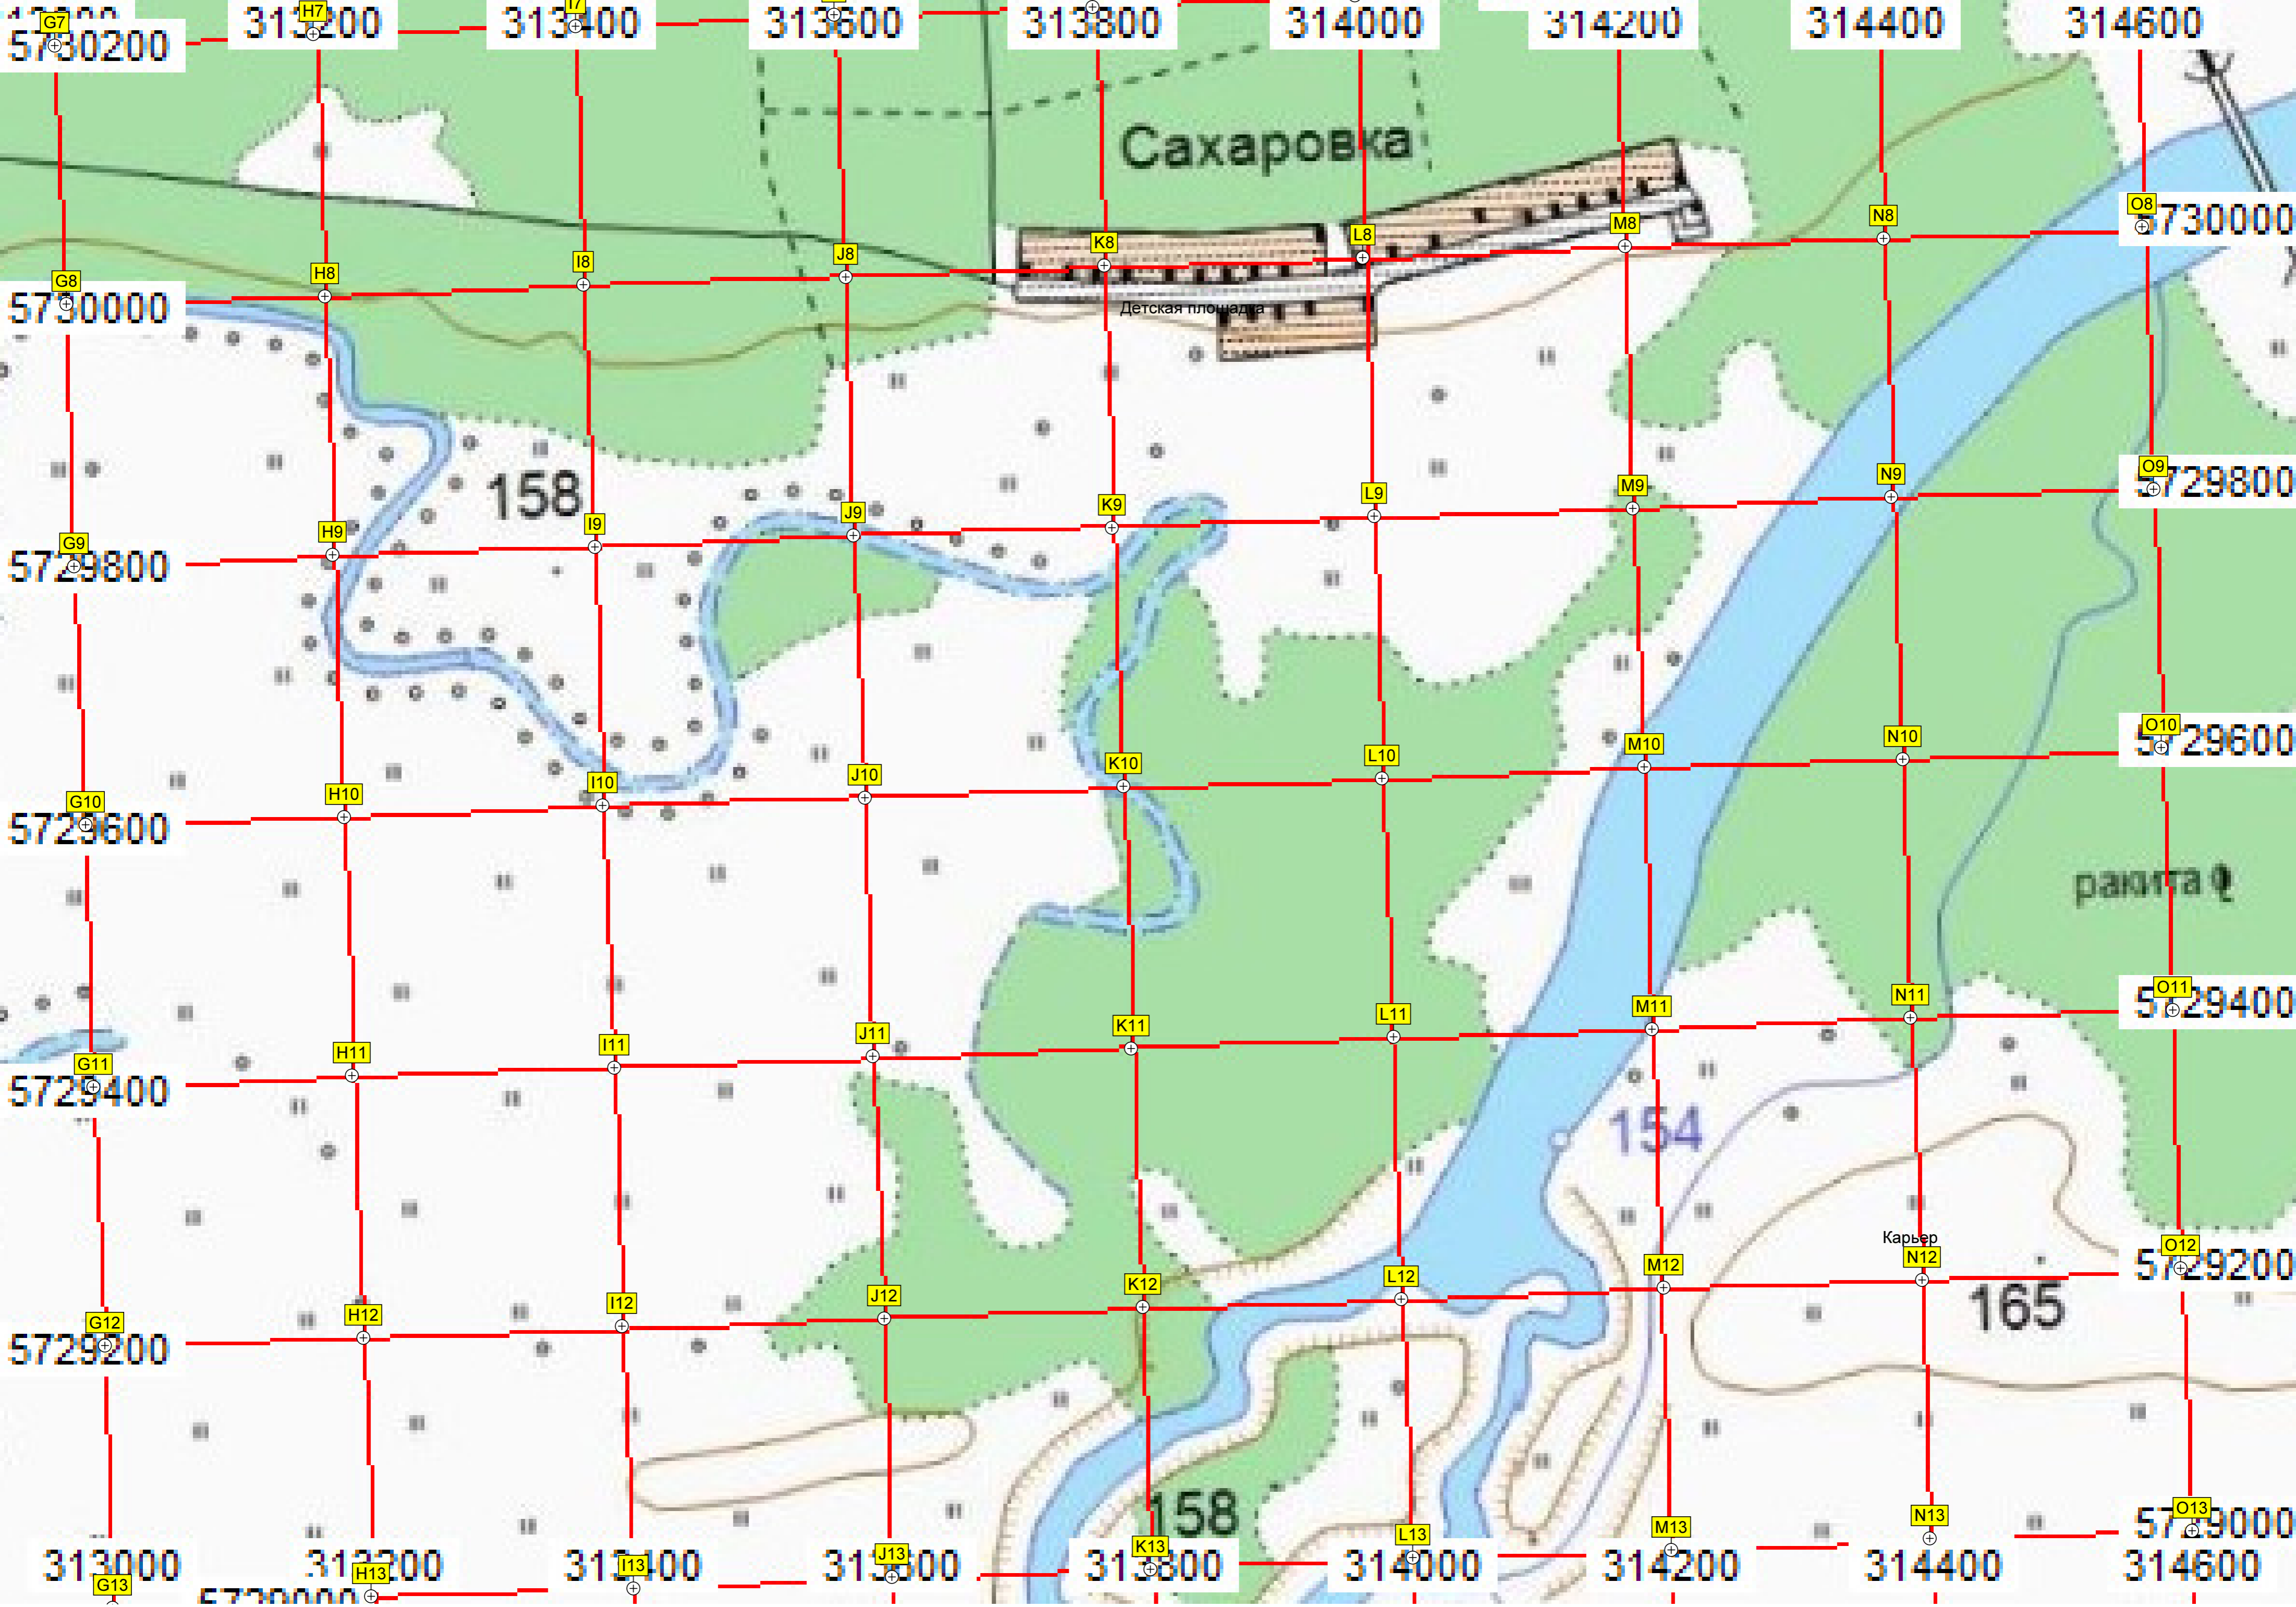 G7 H7 I7
313200 313400 313600 313800 314000 314200 314400 314600
5730200
Сахаровка
G8 H8 I8 J8 K8 L8 M8 N8 O8
5730000 5730000
Детская площадка
158
G9 H9 I9 J9 K9 L9 M9 N9 O9
5729800 5729800
G10 H10 I10 J10 K10 L10 M10 N10 O10
5729600 5729600
ракита
G11 H11 I11 J11 K11 L11 M11 N11 O11
5729400 5729400
154
Карьер
G12 H12 I12 J12 K12 L12 M12 N12 O12
5729200 5729200
165
158
G13 H13 I13 J13 K13 L13 M13 N13 O13
5729000
313000 313200 313400 313600 313800 314000 314200 314400 314600
5729000